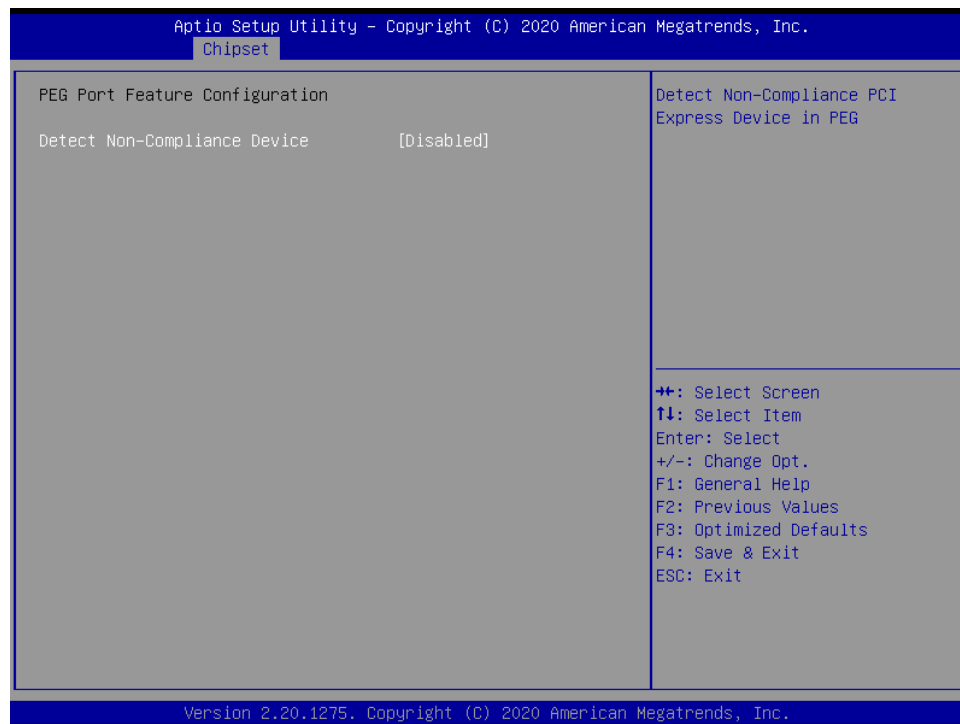 Aptio Setup Utility – Copyright (C) 2020 American Megatrends, Inc.
Chipset
PEG Port Feature Configuration
Detect Non-Compliance Device [Disabled]
Detect Non-Compliance PCI
Express Device in PEG
→←: Select Screen
↑↓: Select Item
Enter: Select
+/-: Change Opt.
F1: General Help
F2: Previous Values
F3: Optimized Defaults
F4: Save & Exit
ESC: Exit
Version 2.20.1275. Copyright (C) 2020 American Megatrends, Inc.